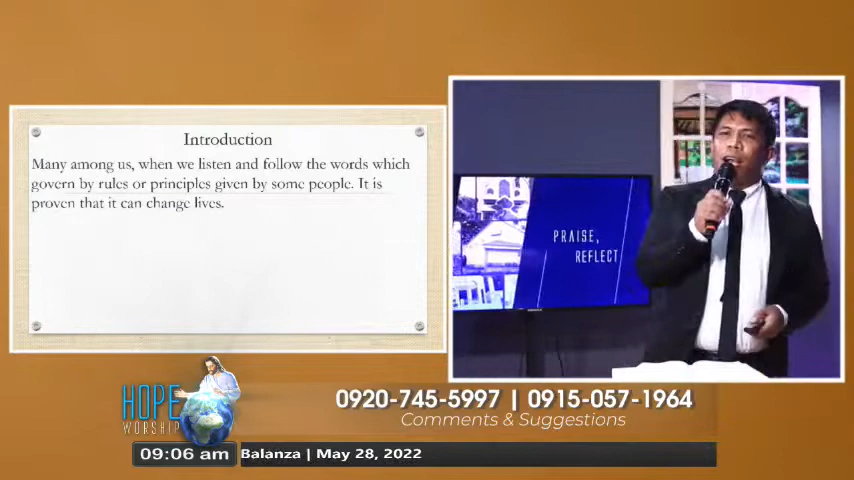 Introduction
Many among us, when we listen and follow the words which
govern by rules or principles given by some people. It is
proven that it can change lives.
PRAISE,
REFLECT
HOPE
WORSHIP
0920-745-5997 | 0915-057-1964
Comments & Suggestions
09:06 am
Balanza | May 28, 2022